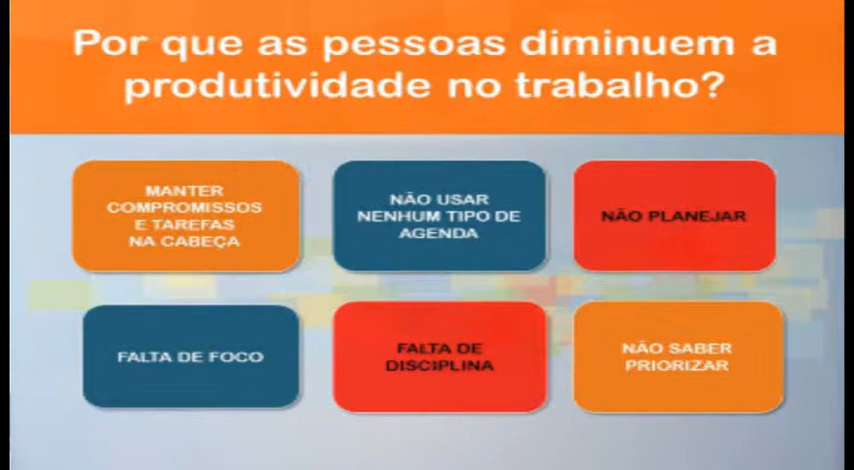 Por que as pessoas diminuem a
produtividade no trabalho?
MANTER
COMPROMISSOS
E TAREFAS
NA CABEÇA
NÃO USAR
NENHUM TIPO DE
AGENDA
NÃO PLANEJAR
FALTA DE FOCO
FALTA DE
DISCIPLINA
NÃO SABER
PRIORIZAR